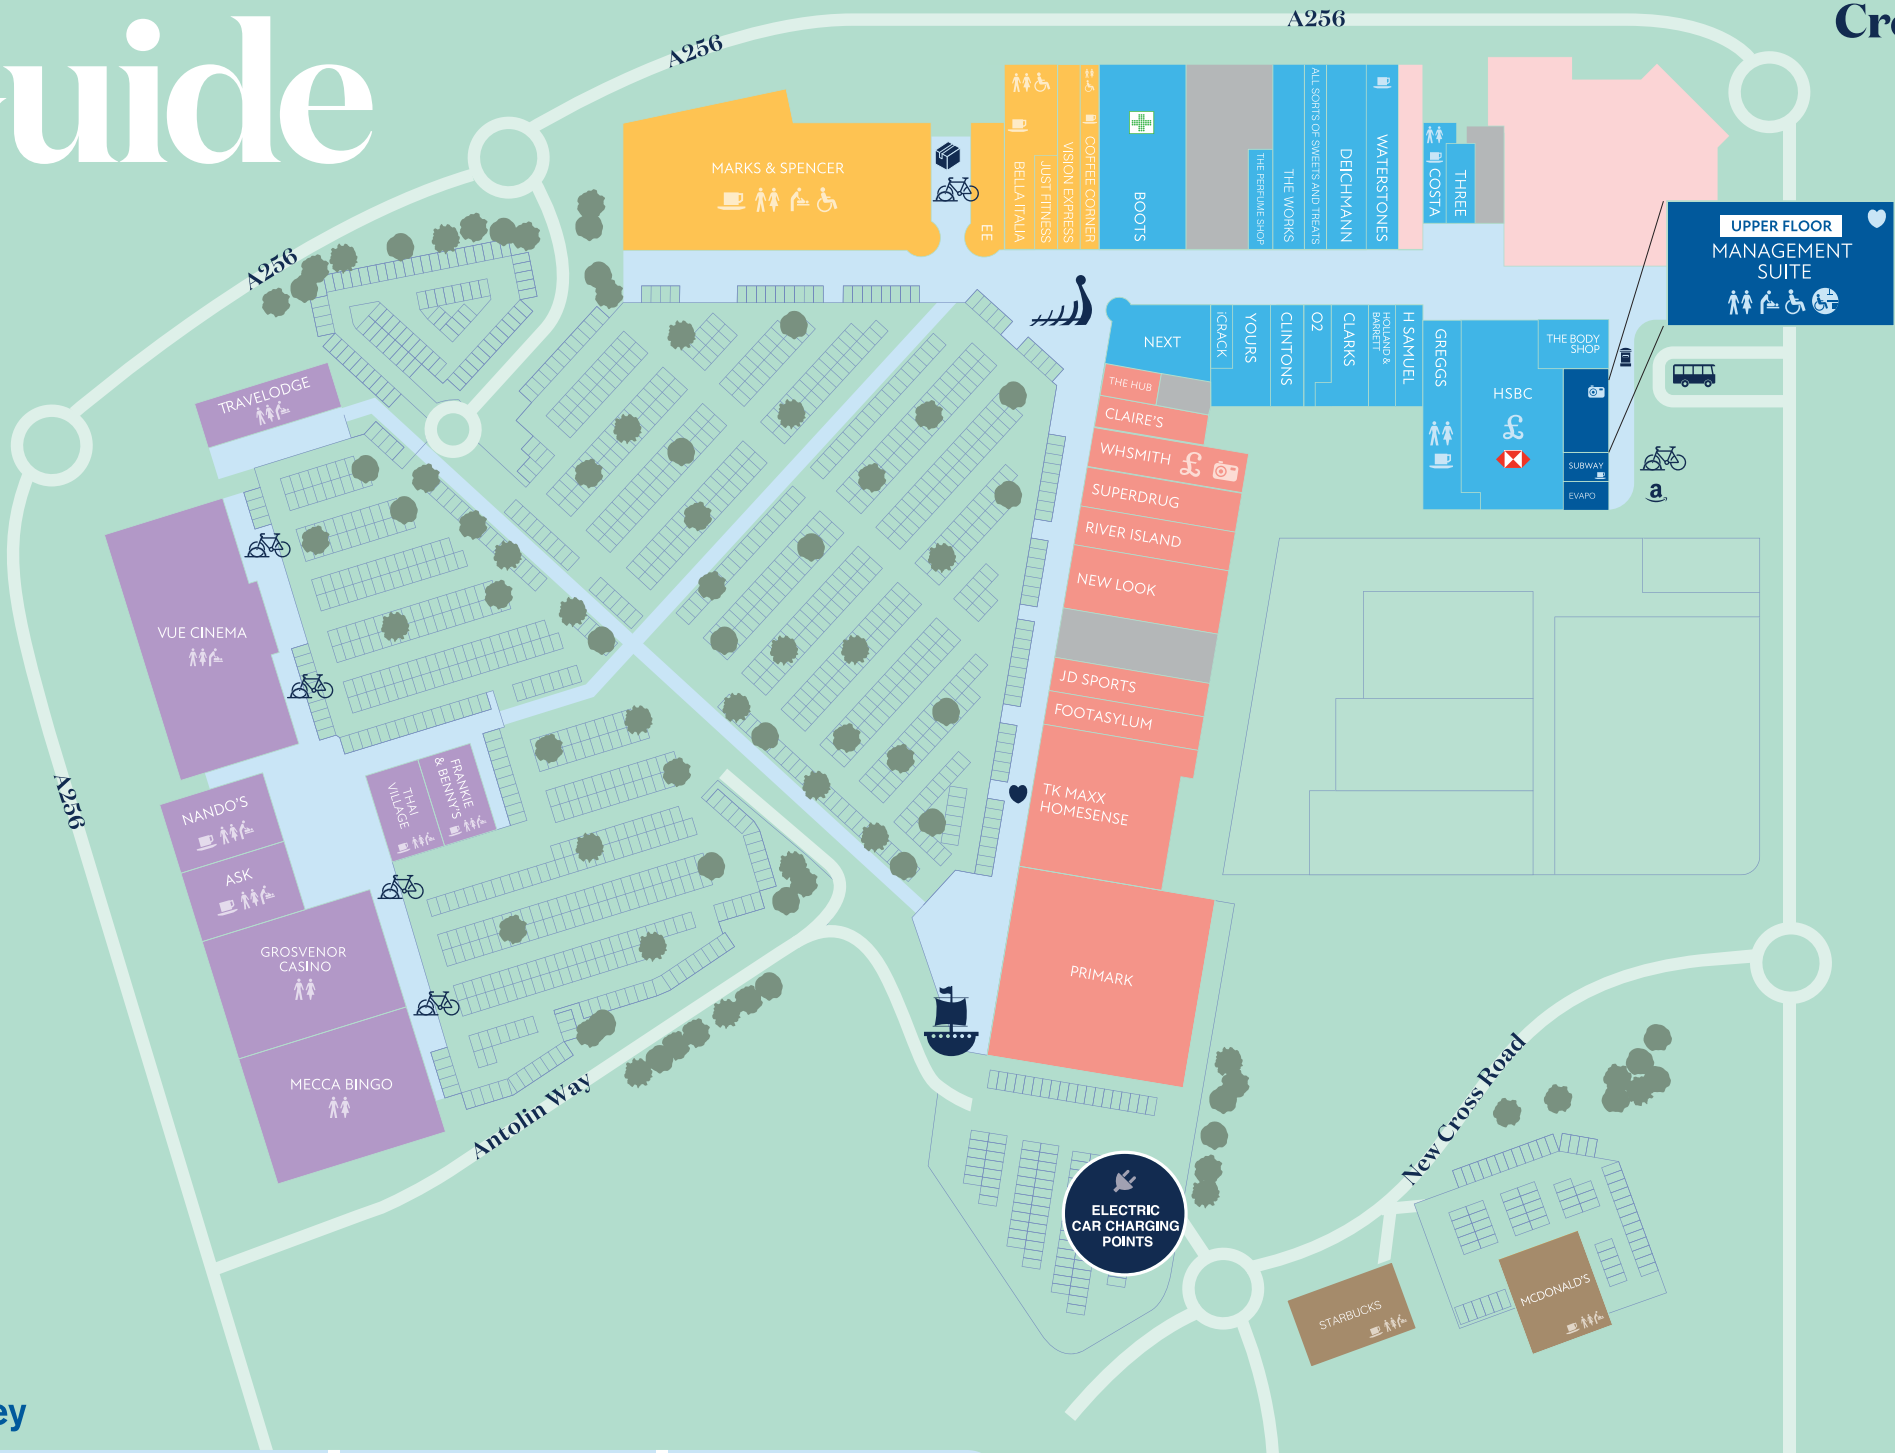 uide
A256
A256
Cre
A256
A256
MARKS & SPENCER
EE
BELLA ITALIA
JUST FITNESS
VISION EXPRESS
COFFEE CORNER
BOOTS
THE PERFUME SHOP
THE WORKS
ALL SORTS OF SWEETS AND TREATS
DEICHMANN
WATERSTONES
COSTA
THREE
UPPER FLOOR
MANAGEMENT
SUITE
NEXT
iCRACK
YOURS
CLINTONS
O2
CLARKS
HOLLAND &
BARRETT
H SAMUEL
GREGGS
HSBC
£
THE BODY
SHOP
SUBWAY
EVAPO
a
THE HUB
CLAIRE'S
WHSMITH £
SUPERDRUG
RIVER ISLAND
NEW LOOK
JD SPORTS
FOOTASYLUM
TK MAXX
HOMESENSE
PRIMARK
TRAVELODGE
VUE CINEMA
NANDO'S
ASK
THAI
VILLAGE
FRANKIE
& BENNY'S
GROSVENOR
CASINO
MECCA BINGO
Antolin Way
New Cross Road
ELECTRIC
CAR CHARGING
POINTS
STARBUCKS
MCDONALD'S
ey